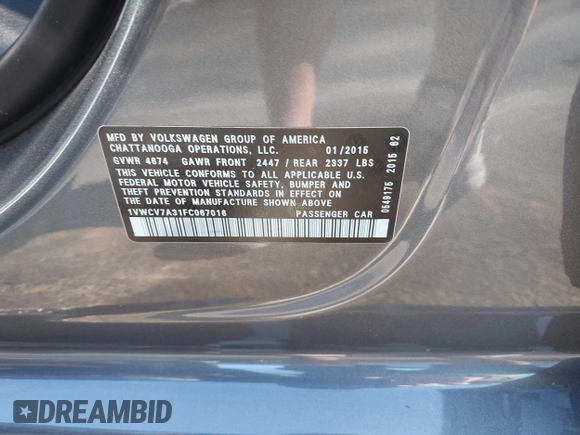 MFD BY VOLKSWAGEN GROUP OF AMERICA
CHATTANOOGA OPERATIONS, LLC. 01/2015
GVWR 4674 GAWR FRONT 2447 / REAR 2337 LBS
THIS VEHICLE CONFORMS TO ALL APPLICABLE U.S.
FEDERAL MOTOR VEHICLE SAFETY, BUMPER AND
THEFT PREVENTION STANDARDS IN EFFECT ON
THE DATE OF MANUFACTURE SHOWN ABOVE
1VWCV7A31FC067016 PASSENGER CAR
0549175 2015 62
DREAMBID